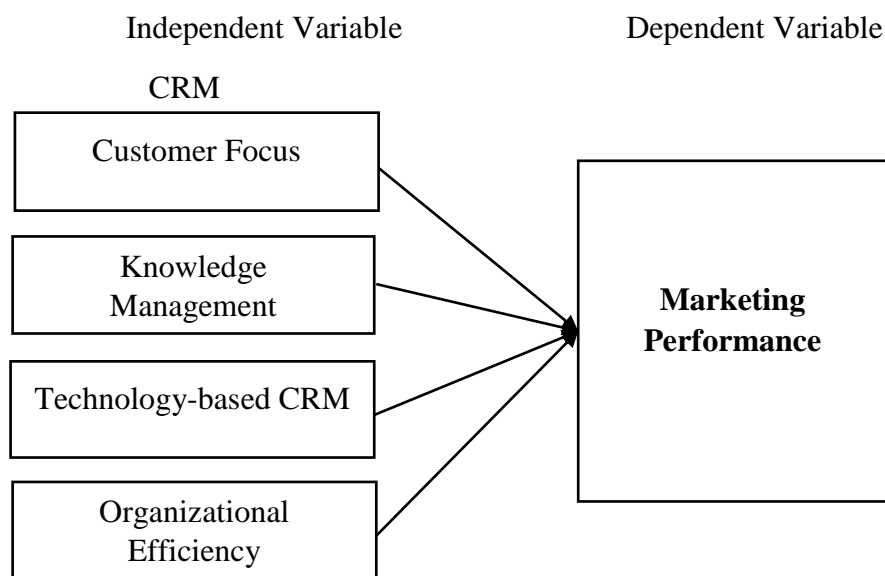 Independent Variable
Dependent Variable
CRM
Customer Focus
Knowledge
Management
Technology-based CRM
Organizational
Efficiency
Marketing
Performance